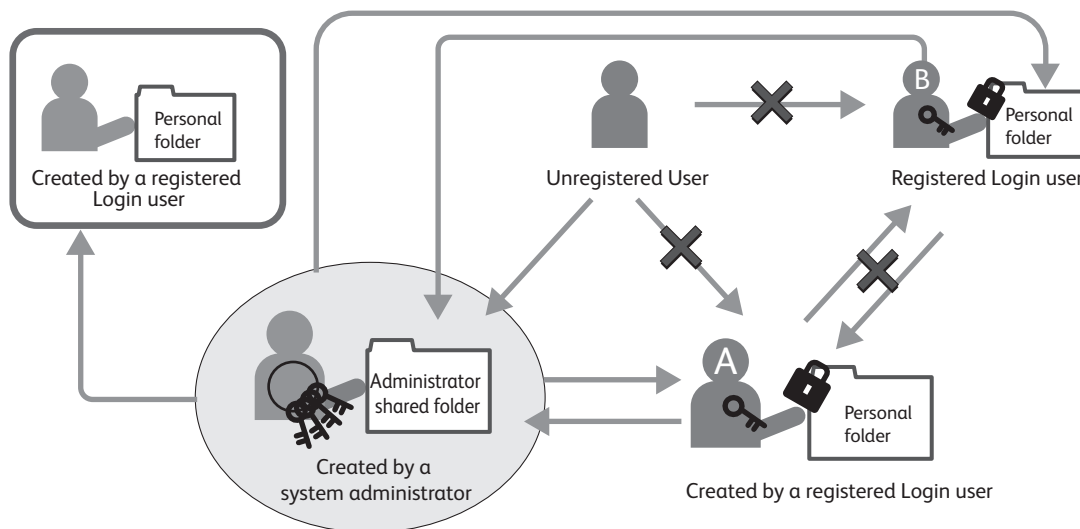 Personal
folder
Created by a registered
Login user
Unregistered User
B
Personal
folder
Registered Login user
Administrator
shared folder
Created by a
system administrator
A
Personal
folder
Created by a registered Login user